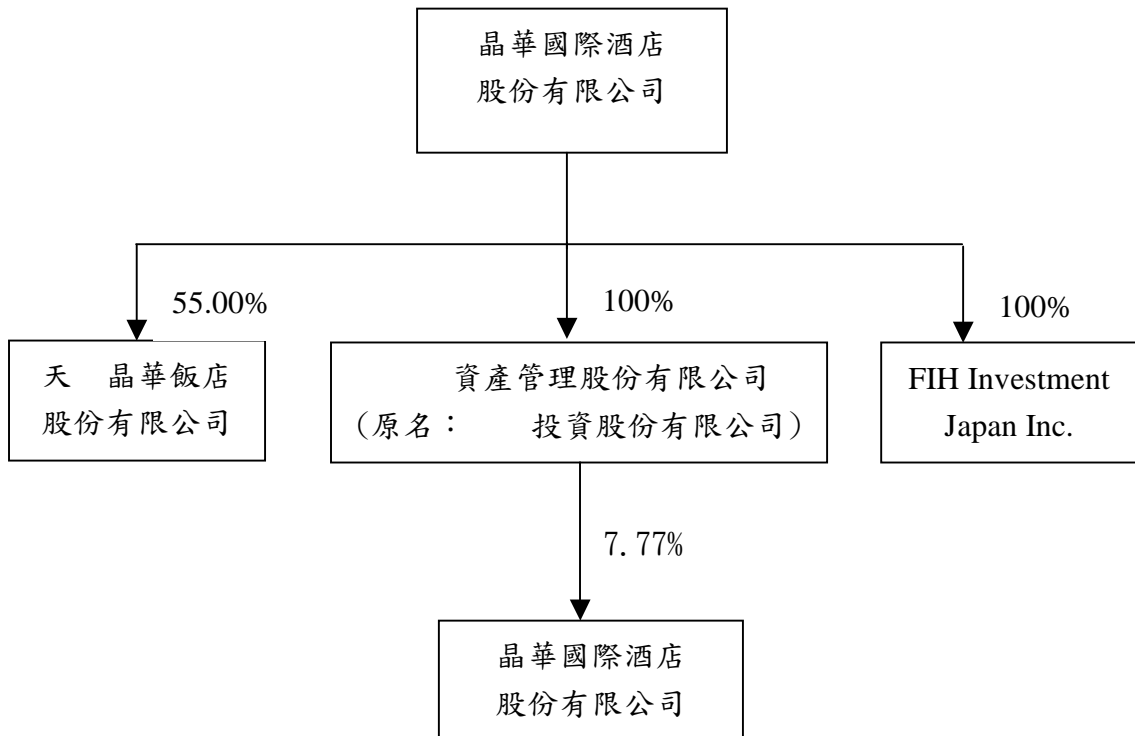 晶華國際酒店
股份有限公司
55.00%
100%
100%
天 晶華飯店
股份有限公司
資產管理股份有限公司
(原名： 投資股份有限公司)
FIH Investment
Japan Inc.
7.77%
晶華國際酒店
股份有限公司